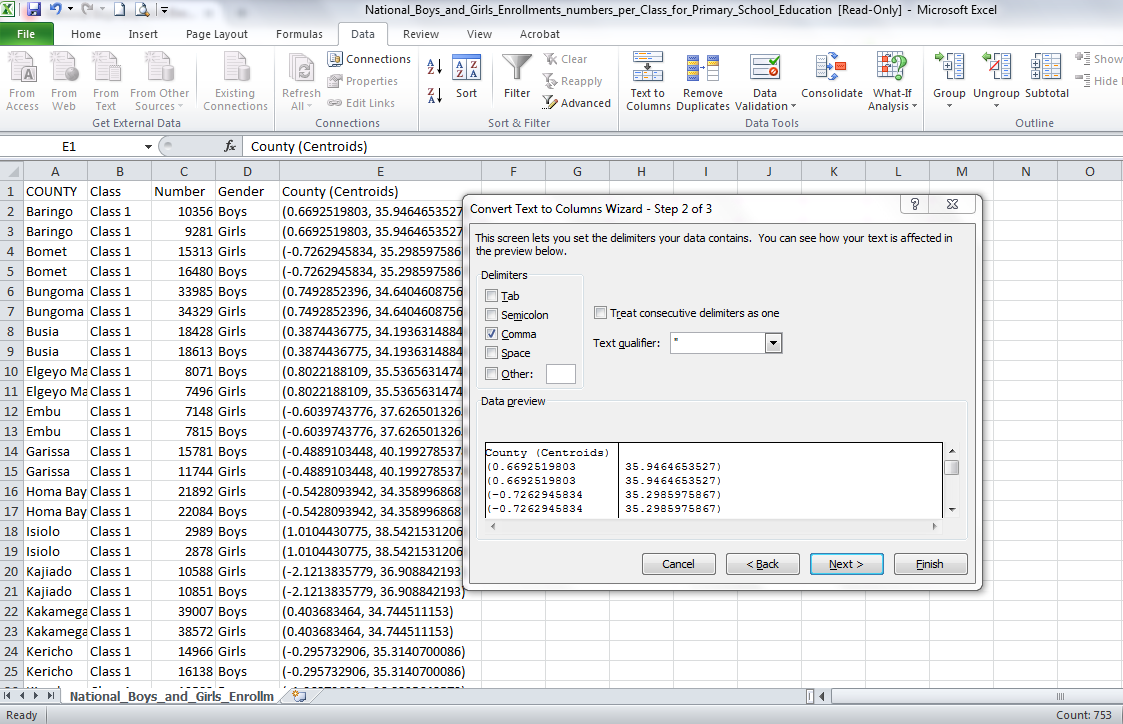 National_Boys_and_Girls_Enrollments_numbers_per_Class_for_Primary_School_Education [Read-Only] - Microsoft Excel
File Home Insert Page Layout Formulas Data Review View Acrobat
From Access
From Web
From Text
From Other Sources
Existing Connections
Get External Data
Refresh All
Connections
Properties
Edit Links
Connections
Sort
Filter
Clear
Reapply
Advanced
Sort & Filter
Text to Columns
Remove Duplicates
Data Validation
Consolidate
What-If Analysis
Data Tools
Group
Ungroup
Subtotal
Show
Hide
Outline
E1 fx County (Centroids)
A B C D E F G H I J K L M N O
1 COUNTY Class Number Gender County (Centroids)
2 Baringo Class 1 10356 Boys (0.6692519803, 35.9464653527
3 Baringo Class 1 9281 Girls (0.6692519803, 35.9464653527
4 Bomet Class 1 15313 Girls (-0.7262945834, 35.298597586
5 Bomet Class 1 16480 Boys (-0.7262945834, 35.298597586
6 Bungoma Class 1 33985 Boys (0.7492852396, 34.6404608756
7 Bungoma Class 1 34329 Girls (0.7492852396, 34.6404608756
8 Busia Class 1 18428 Girls (0.3874436775, 34.1936314884
9 Busia Class 1 18613 Boys (0.3874436775, 34.1936314884
10 Elgeyo Ma Class 1 8071 Boys (0.8022188109, 35.5365631474
11 Elgeyo Ma Class 1 7496 Girls (0.8022188109, 35.5365631474
12 Embu Class 1 7148 Girls (-0.6039743776, 37.626501326
13 Embu Class 1 7815 Boys (-0.6039743776, 37.626501326
14 Garissa Class 1 15781 Boys (-0.4889103448, 40.199278537
15 Garissa Class 1 11744 Girls (-0.4889103448, 40.199278537
16 Homa Bay Class 1 21892 Girls (-0.5428093942, 34.358996868
17 Homa Bay Class 1 22084 Boys (-0.5428093942, 34.358996868
18 Isiolo Class 1 2989 Boys (1.0104430775, 38.5421531206
19 Isiolo Class 1 2878 Girls (1.0104430775, 38.5421531206
20 Kajiado Class 1 10588 Girls (-2.1213835779, 36.908842193)
21 Kajiado Class 1 10851 Boys (-2.1213835779, 36.908842193)
22 Kakamega Class 1 39007 Boys (0.403683464, 34.744511153)
23 Kakamega Class 1 38572 Girls (0.403683464, 34.744511153)
24 Kericho Class 1 14966 Girls (-0.295732906, 35.3140700086)
25 Kericho Class 1 16138 Boys (-0.295732906, 35.3140700086)
Convert Text to Columns Wizard - Step 2 of 3
This screen lets you set the delimiters your data contains. You can see how your text is affected in
the preview below.
Delimiters
Tab
Semicolon
Comma
Space
Other:
Treat consecutive delimiters as one
Text qualifier: "
Data preview
County (Centroids)
(0.6692519803 35.9464653527)
(0.6692519803 35.9464653527)
(-0.7262945834 35.2985975867)
(-0.7262945834 35.2985975867)
Cancel < Back Next > Finish
National_Boys_and_Girls_Enrollm
Ready Count: 753